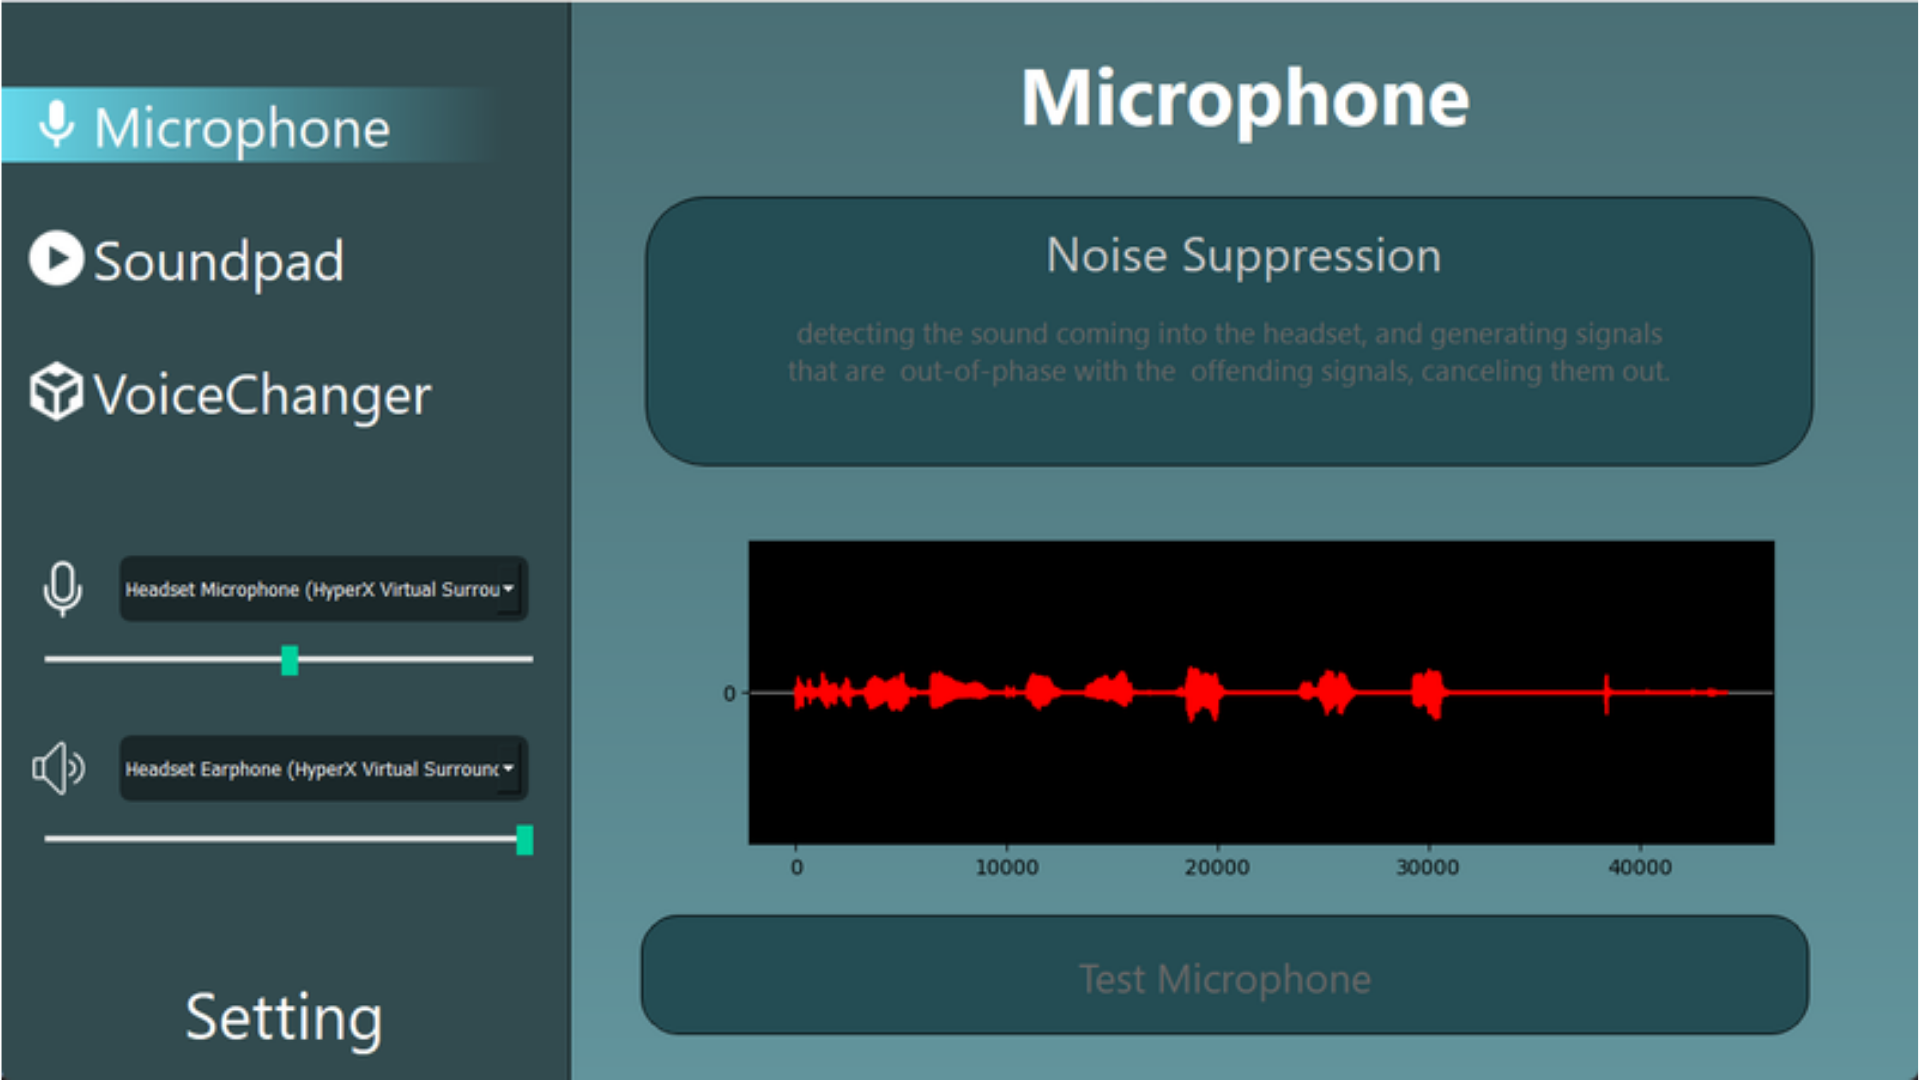 Microphone
Soundpad
VoiceChanger
Headset Microphone (HyperX Virtual Surrou
Headset Earphone (HyperX Virtual Surroun
Setting
Microphone
Noise Suppression
detecting the sound coming into the headset, and generating signals
that are out-of-phase with the offending signals, canceling them out.
0
0 10000 20000 30000 40000
Test Microphone